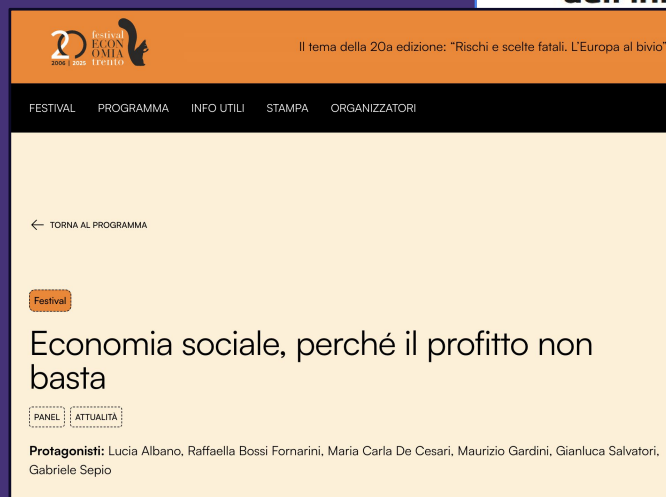 20 festival
ECON
OMIA
2006 | 2025 trento
Il tema della 20a edizione: “Rischi e scelte fatali. L’Europa al bivio”
FESTIVAL PROGRAMMA INFO UTILI STAMPA ORGANIZZATORI
← TORNA AL PROGRAMMA
Festival
Economia sociale, perché il profitto non
basta
PANEL ATTUALITÀ
Protagonisti: Lucia Albano, Raffaella Bossi Fornarini, Maria Carla De Cesari, Maurizio Gardini, Gianluca Salvatori,
Gabriele Sepio